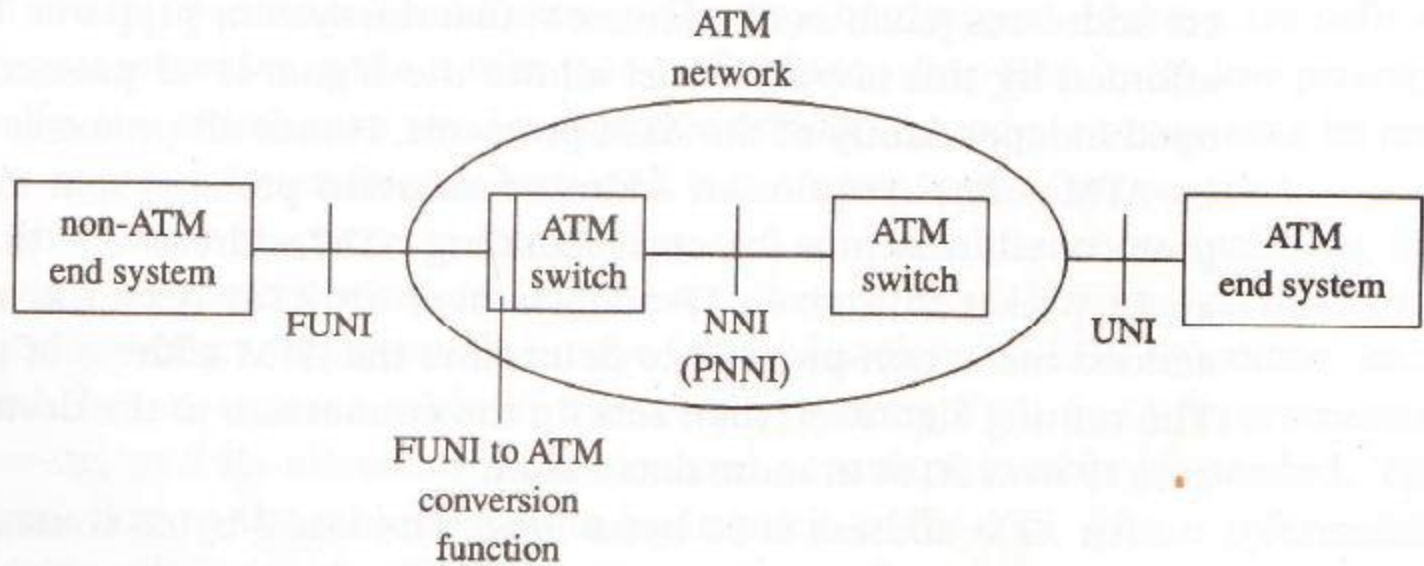 ATM
network
non-ATM
end system
FUNI
ATM
switch
NNI
(PNNI)
ATM
switch
UNI
ATM
end system
FUNI to ATM
conversion
function